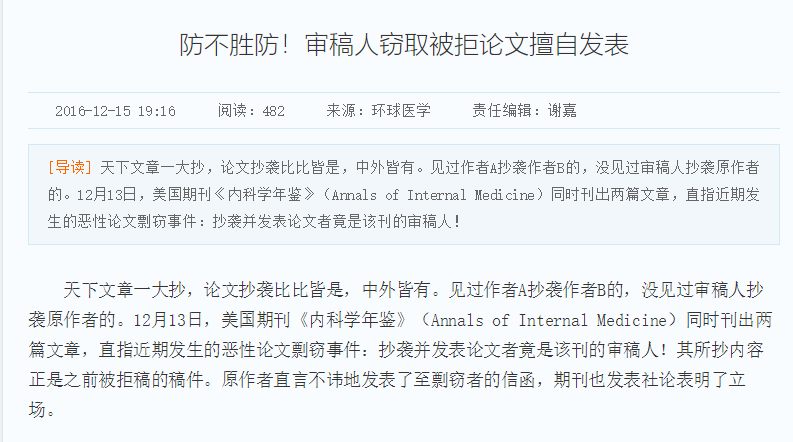 防不胜防！审稿人窃取被拒论文擅自发表
2016-12-15 19:16 阅读：482 来源：环球医学 责任编辑：谢嘉
[导读] 天下文章一大抄，论文抄袭比比皆是，中外皆有。见过作者A抄袭作者B的，没见过审稿人抄袭原作者
的。12月13日，美国期刊《内科学年鉴》（Annals of Internal Medicine）同时刊出两篇文章，直指近期发
生的恶性论文剽窃事件：抄袭并发表论文者竟是该刊的审稿人！
天下文章一大抄，论文抄袭比比皆是，中外皆有。见过作者A抄袭作者B的，没见过审稿人抄
袭原作者的。12月13日，美国期刊《内科学年鉴》（Annals of Internal Medicine）同时刊出两
篇文章，直指近期发生的恶性论文剽窃事件：抄袭并发表论文者竟是该刊的审稿人！其所抄内容
正是之前被拒稿的稿件。原作者直言不讳地发表了至剽窃者的信函，期刊也发表社论表明了立
场。